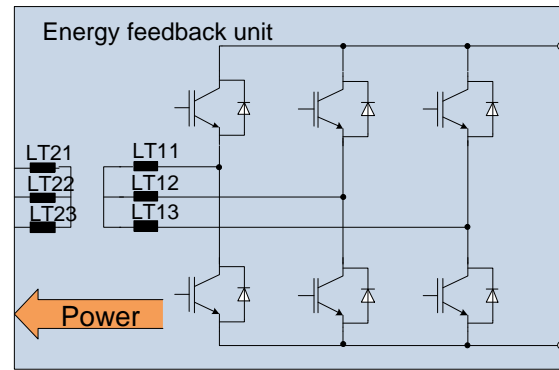 Energy feedback unit
LT21
LT11
LT22
LT12
LT23
LT13
Power